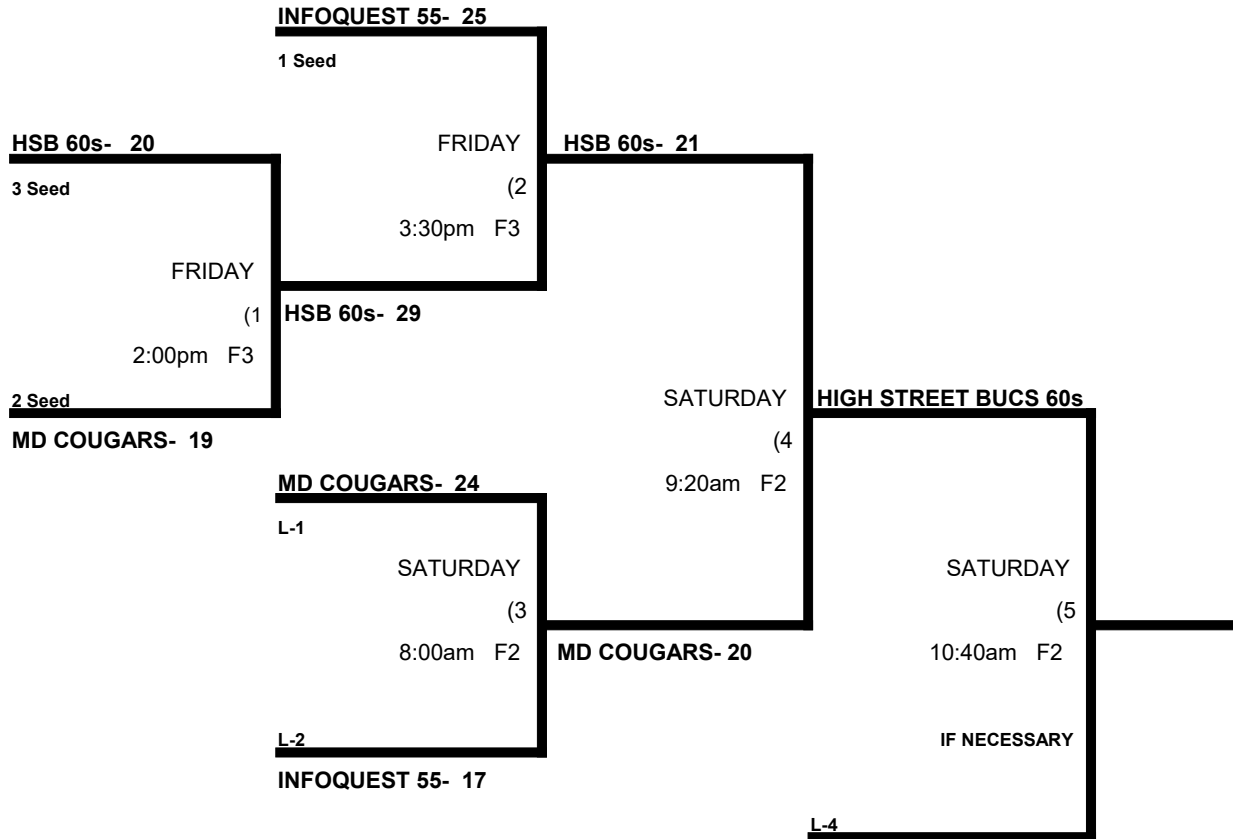 INFOQUEST 55- 25
1 Seed
HSB 60s- 20
FRIDAY
HSB 60s- 21
3 Seed
(2
3:30pm F3
FRIDAY
(1
HSB 60s- 29
2:00pm F3
2 Seed
SATURDAY
HIGH STREET BUCS 60s
MD COUGARS- 19
(4
MD COUGARS- 24
9:20am F2
L-1
SATURDAY
SATURDAY
(3
(5
8:00am F2
MD COUGARS- 20
10:40am F2
L-2
IF NECESSARY
INFOQUEST 55- 17
L-4